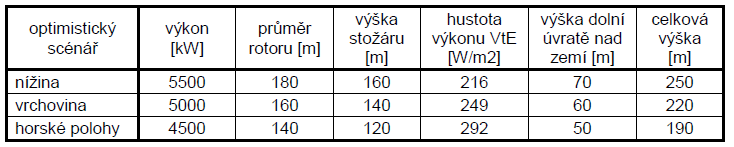 optimistický scénář | výkon [kW] | průměr rotoru [m] | výška stožáru [m] | hustota výkonu VtE [W/m2] | výška dolní úvratě nad zemí [m] | celková výška [m]
nížina | 5500 | 180 | 160 | 216 | 70 | 250
vrchovina | 5000 | 160 | 140 | 249 | 60 | 220
horské polohy | 4500 | 140 | 120 | 292 | 50 | 190